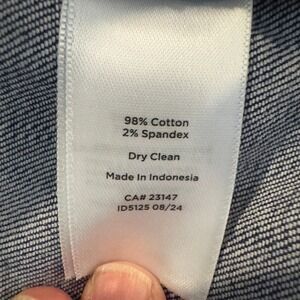 98% Cotton
2% Spandex
Dry Clean
Made In Indonesia
CA# 23147
ID5125 08/24